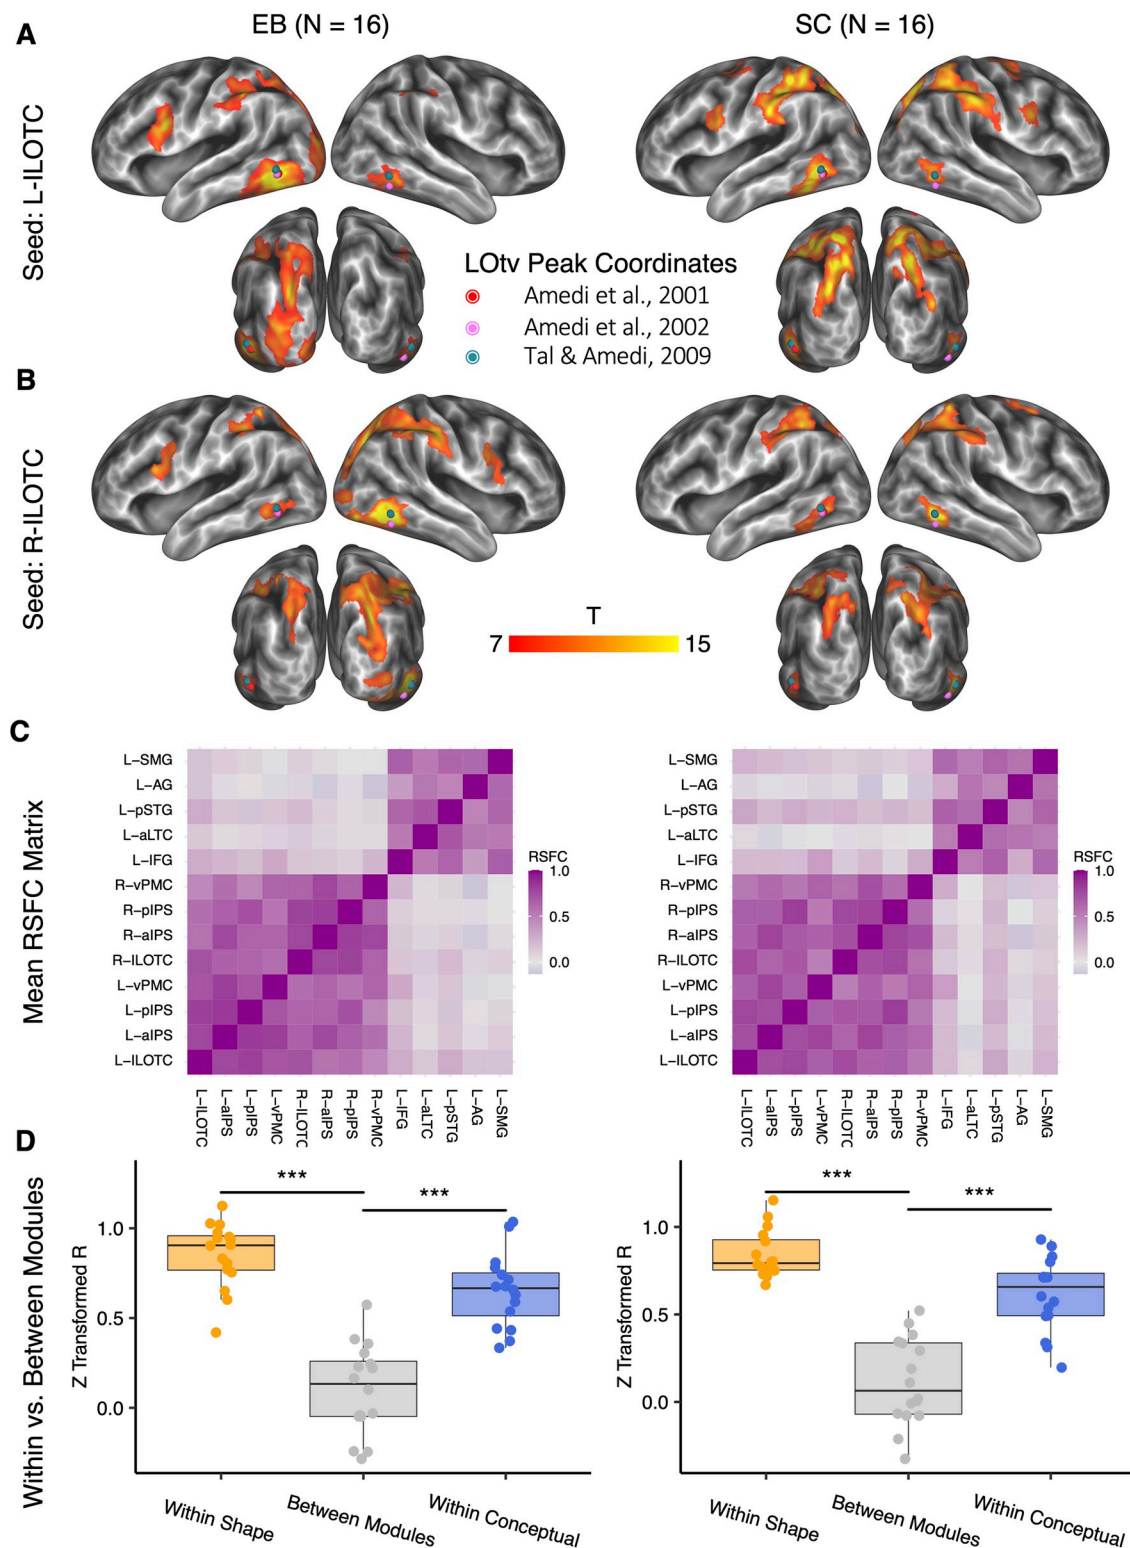 A
EB (N = 16)
SC (N = 16)
Seed: L-lLOTC
LOtv Peak Coordinates
Amedi et al., 2001
Amedi et al., 2002
Tal & Amedi, 2009
B
Seed: R-lLOTC
T
7
15
C
Mean RSFC Matrix
L−SMG
L−AG
L−pSTG
L−aLTC
L−IFG
R−vPMC
R−pIPS
R−aIPS
R−lLOTC
L−vPMC
L−pIPS
L−aIPS
L−lLOTC
L−lLOTC
L−aIPS
L−pIPS
L−vPMC
R−lLOTC
R−aIPS
R−pIPS
R−vPMC
L−IFG
L−aLTC
L−pSTG
L−AG
L−SMG
RSFC
1.0
0.5
0.0
L−SMG
L−AG
L−pSTG
L−aLTC
L−IFG
R−vPMC
R−pIPS
R−aIPS
R−lLOTC
L−vPMC
L−pIPS
L−aIPS
L−lLOTC
L−lLOTC
L−aIPS
L−pIPS
L−vPMC
R−lLOTC
R−aIPS
R−pIPS
R−vPMC
L−IFG
L−aLTC
L−pSTG
L−AG
L−SMG
RSFC
1.0
0.5
0.0
D
Within vs. Between Modules
Z Transformed R
1.0
0.5
0.0
***
***
Within Shape
Between Modules
Within Conceptual
Z Transformed R
1.0
0.5
0.0
***
***
Within Shape
Between Modules
Within Conceptual